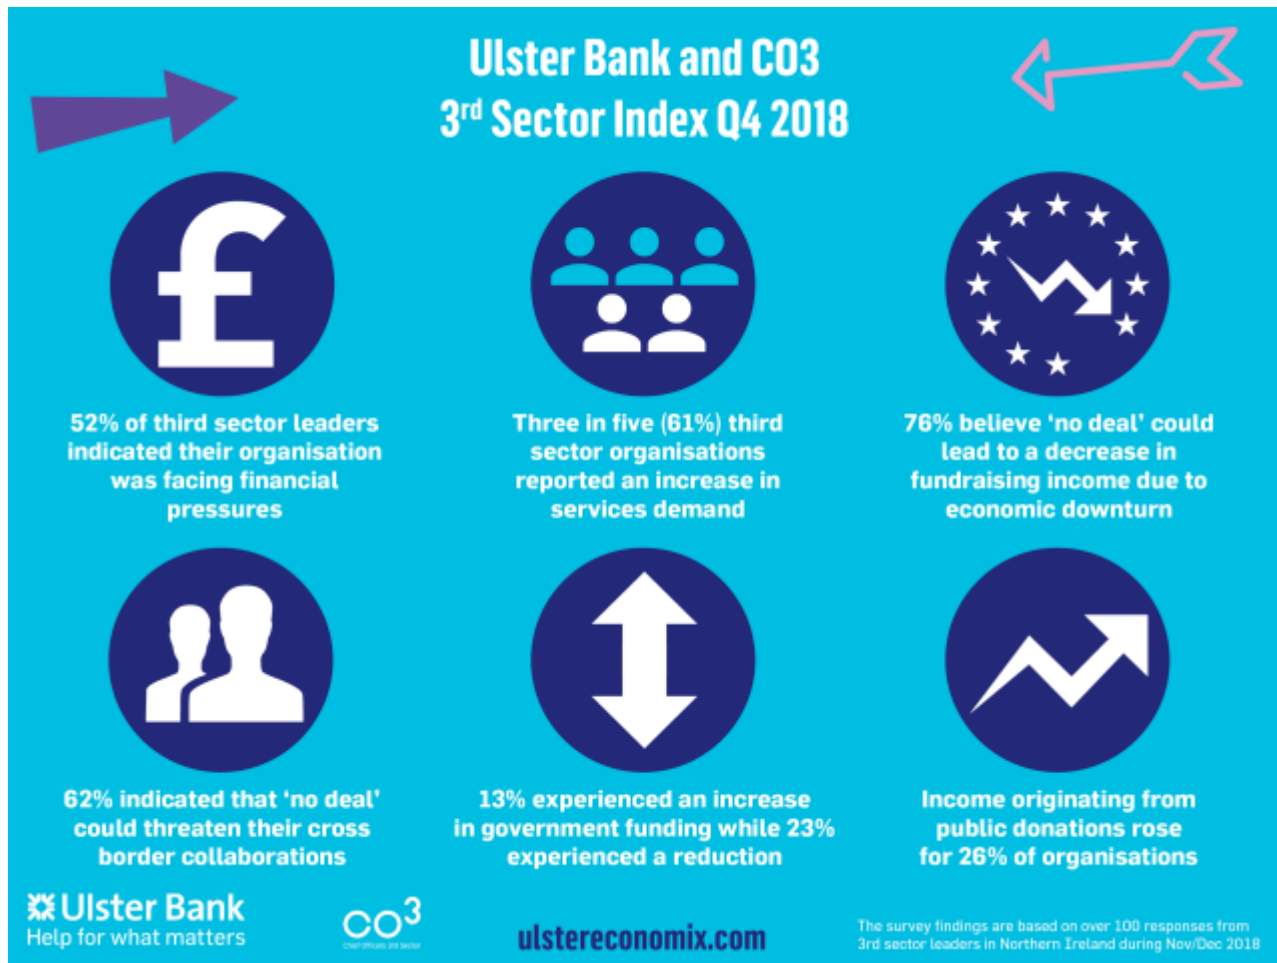 Ulster Bank and CO3
3rd Sector Index Q4 2018
£
52% of third sector leaders
indicated their organisation
was facing financial
pressures
Three in five (61%) third
sector organisations
reported an increase in
services demand
76% believe ‘no deal’ could
lead to a decrease in
fundraising income due to
economic downturn
62% indicated that ‘no deal’
could threaten their cross
border collaborations
13% experienced an increase
in government funding while 23%
experienced a reduction
Income originating from
public donations rose
for 26% of organisations
Ulster Bank
Help for what matters
CO3
Chief Officers 3rd Sector
ulstereconomix.com
The survey findings are based on over 100 responses from
3rd sector leaders in Northern Ireland during Nov/Dec 2018